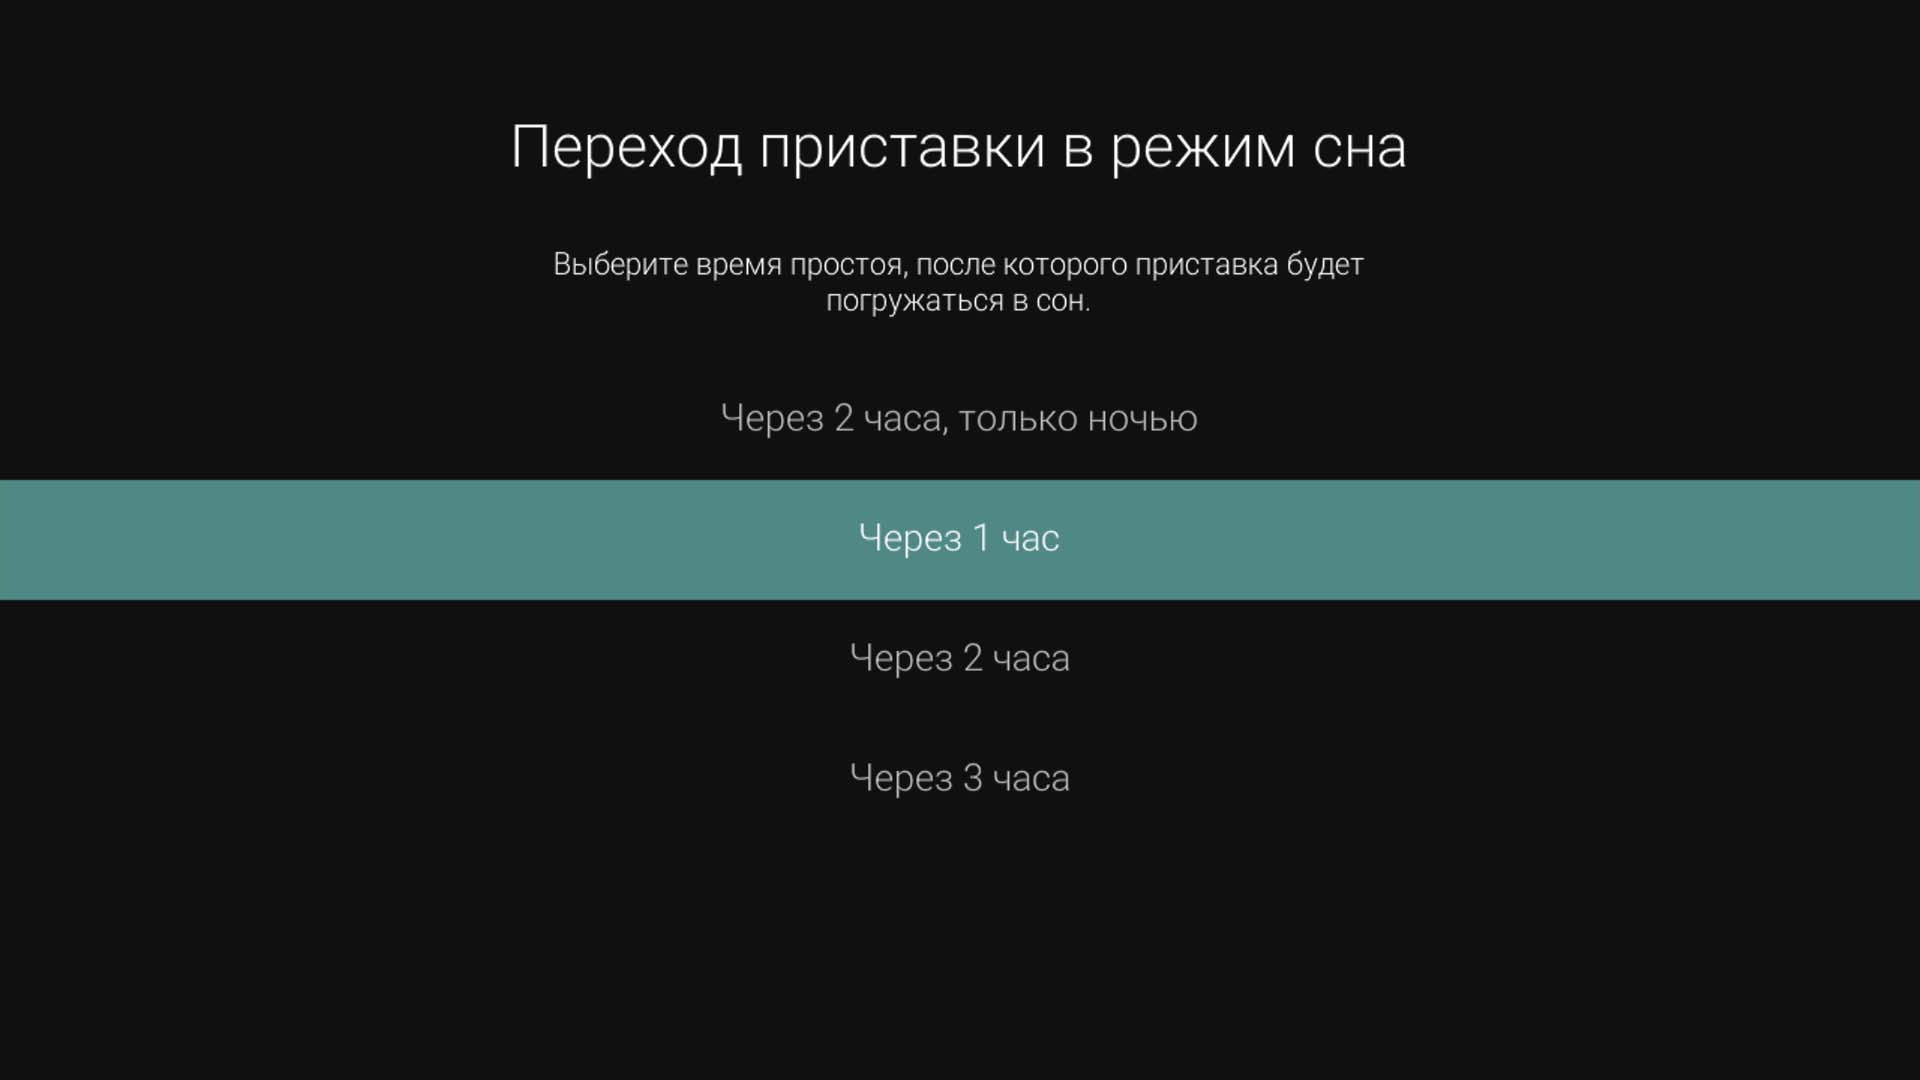 Переход приставки в режим сна
Выберите время простоя, после которого приставка будет
погружаться в сон.
Через 2 часа, только ночью
Через 1 час
Через 2 часа
Через 3 часа